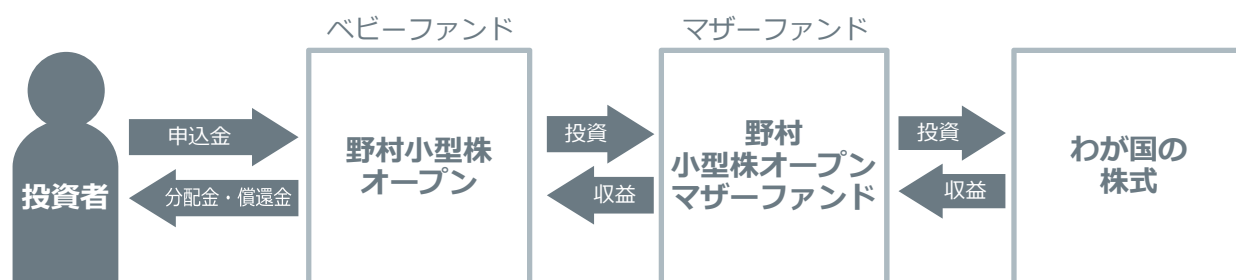 ベビーファンド
マザーファンド
投資者
申込金
分配金・償還金
野村小型株
オープン
投資
収益
野村
小型株オープン
マザーファンド
投資
収益
わが国の
株式